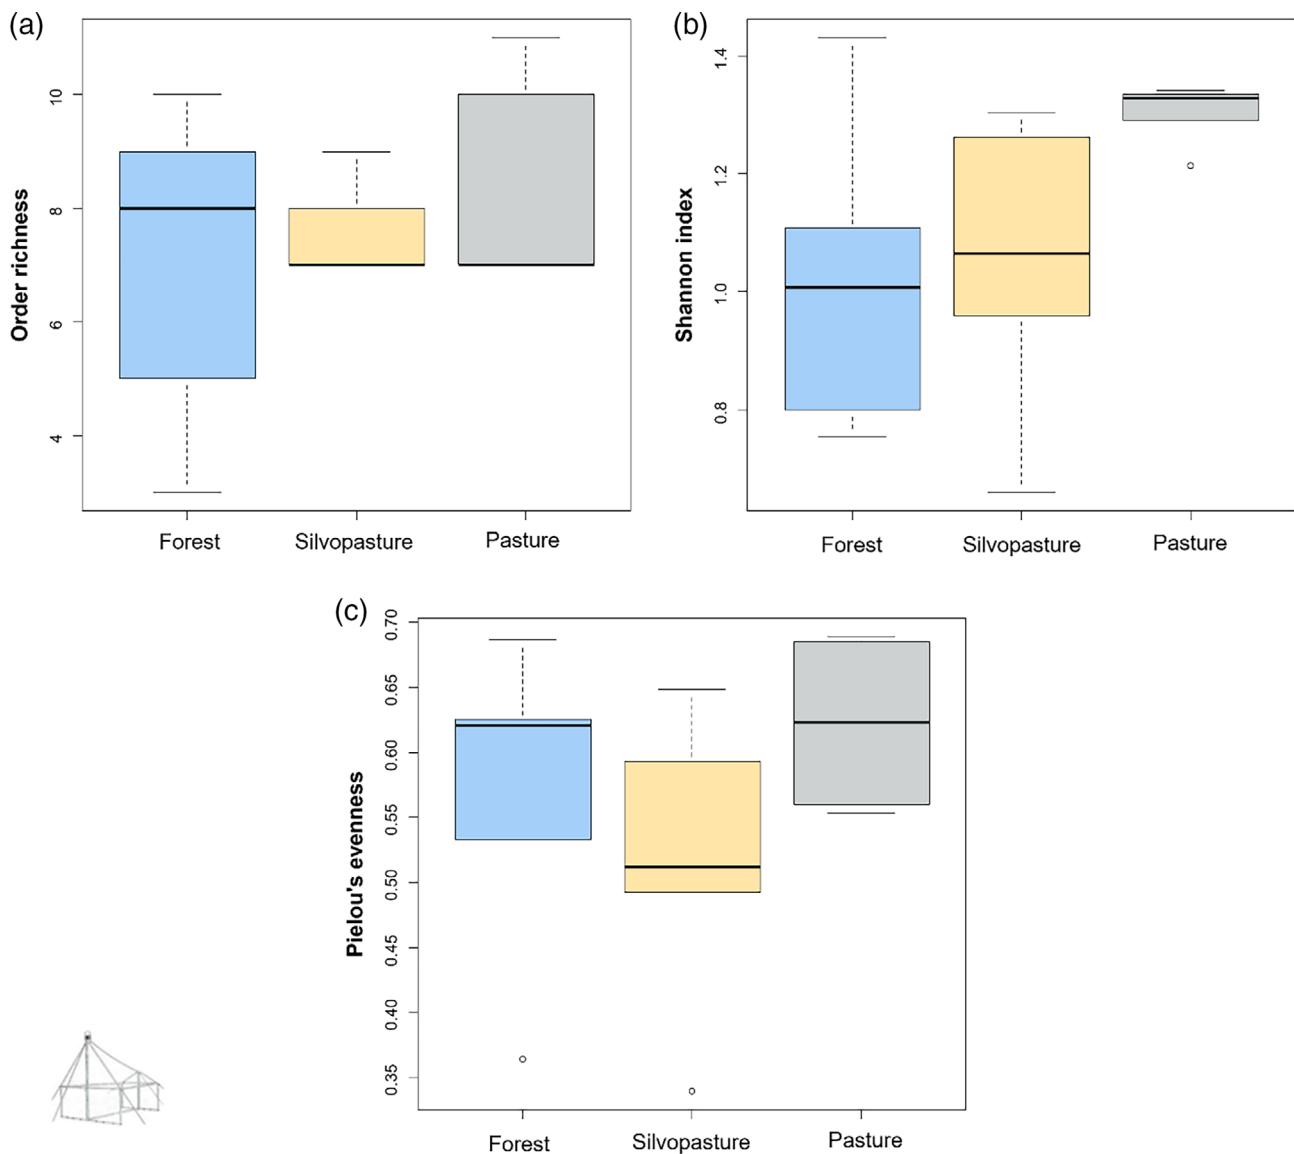 (a)
Order richness
10
8
6
4
Forest Silvopasture Pasture
(b)
Shannon index
1.4
1.2
1.0
0.8
Forest Silvopasture Pasture
(c)
Pielou's evenness
0.70
0.65
0.60
0.55
0.50
0.45
0.40
0.35
Forest Silvopasture Pasture